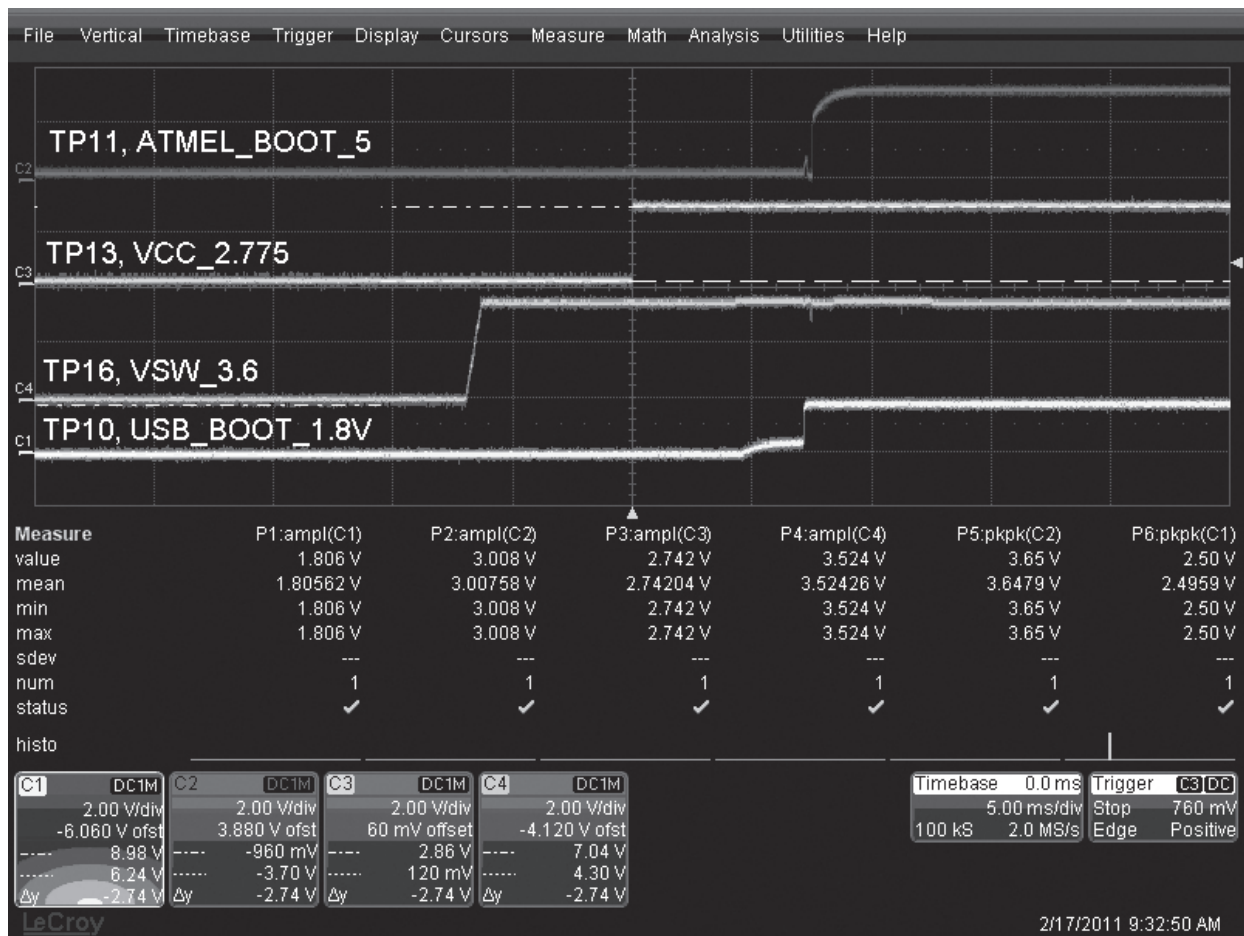 File Vertical Timebase Trigger Display Cursors Measure Math Analysis Utilities Help
TP11, ATMEL_BOOT_5
C2
TP13, VCC_2.775
C3
TP16, VSW_3.6
C4
TP10, USB_BOOT_1.8V
C1
Measure P1:ampl(C1) P2:ampl(C2) P3:ampl(C3) P4:ampl(C4) P5:pkpk(C2) P6:pkpk(C1)
value 1.806 V 3.008 V 2.742 V 3.524 V 3.65 V 2.50 V
mean 1.80562 V 3.00758 V 2.74204 V 3.52426 V 3.6479 V 2.4959 V
min 1.806 V 3.008 V 2.742 V 3.524 V 3.65 V 2.50 V
max 1.806 V 3.008 V 2.742 V 3.524 V 3.65 V 2.50 V
sdev --- --- --- --- --- ---
num 1 1 1 1 1 1
status ✓ ✓ ✓ ✓ ✓ ✓
histo
C1 DC1M C2 DC1M C3 DC1M C4 DC1M Timebase 0.0 ms Trigger C3 DC
2.00 V/div 2.00 V/div 2.00 V/div 2.00 V/div 5.00 ms/div Stop 760 mV
-6.060 V ofst 3.880 V ofst 60 mV offset -4.120 V ofst 100 kS 2.0 MS/s Edge Positive
8.98 V -960 mV 2.86 V 7.04 V
6.24 V -3.70 V 120 mV 4.30 V
Δy -2.74 V Δy -2.74 V Δy -2.74 V Δy -2.74 V
LeCroy
2/17/2011 9:32:50 AM